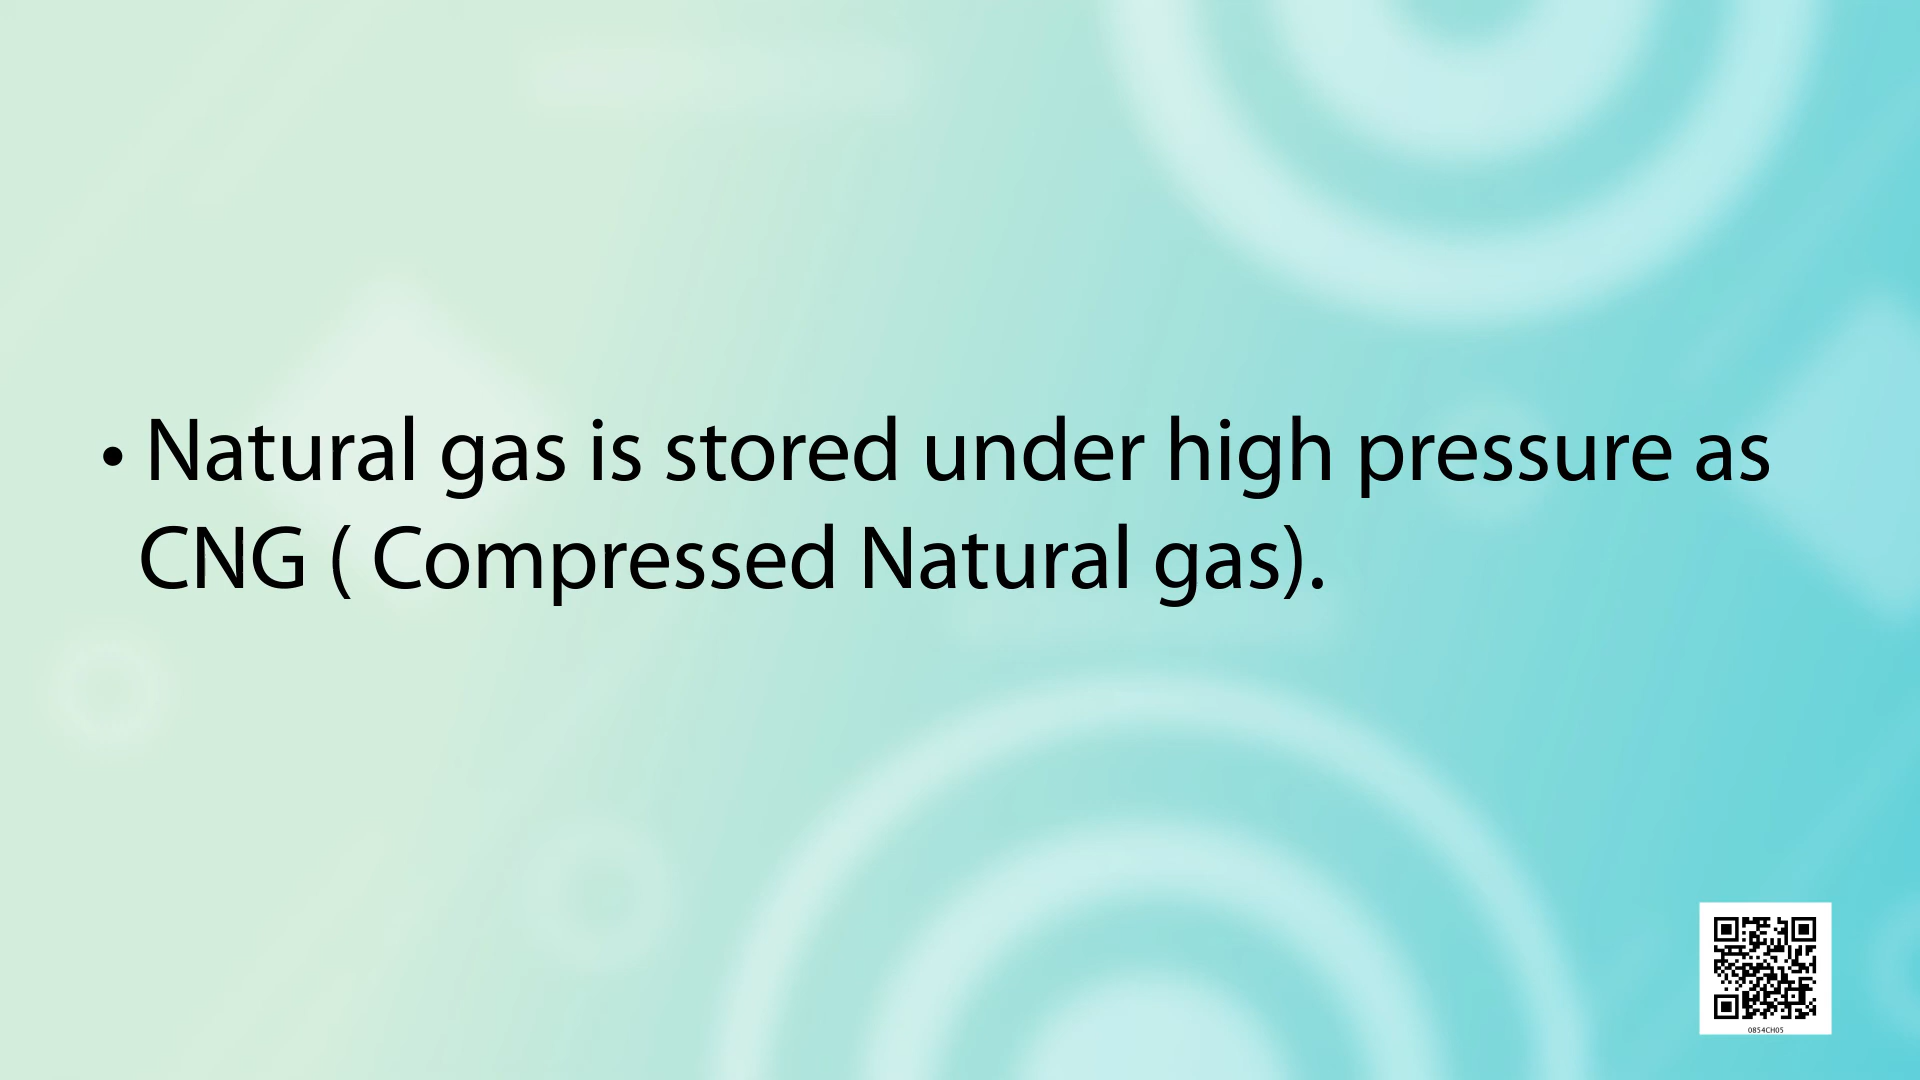 • Natural gas is stored under high pressure as
CNG ( Compressed Natural gas).
0854CH05